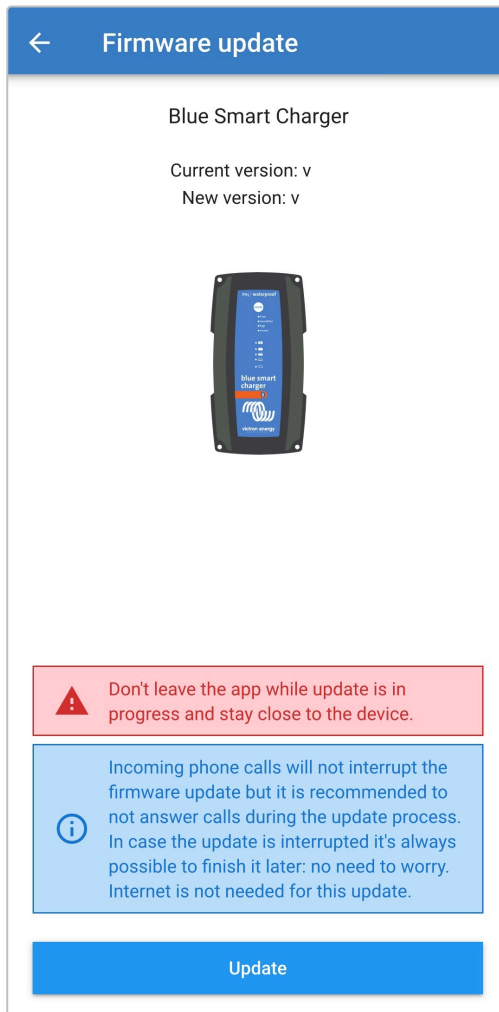 Firmware update
Blue Smart Charger
Current version: v
New version: v
blue smart
charger
victron energy
Don't leave the app while update is in
progress and stay close to the device.
Incoming phone calls will not interrupt the
firmware update but it is recommended to
not answer calls during the update process.
In case the update is interrupted it's always
possible to finish it later: no need to worry.
Internet is not needed for this update.
Update